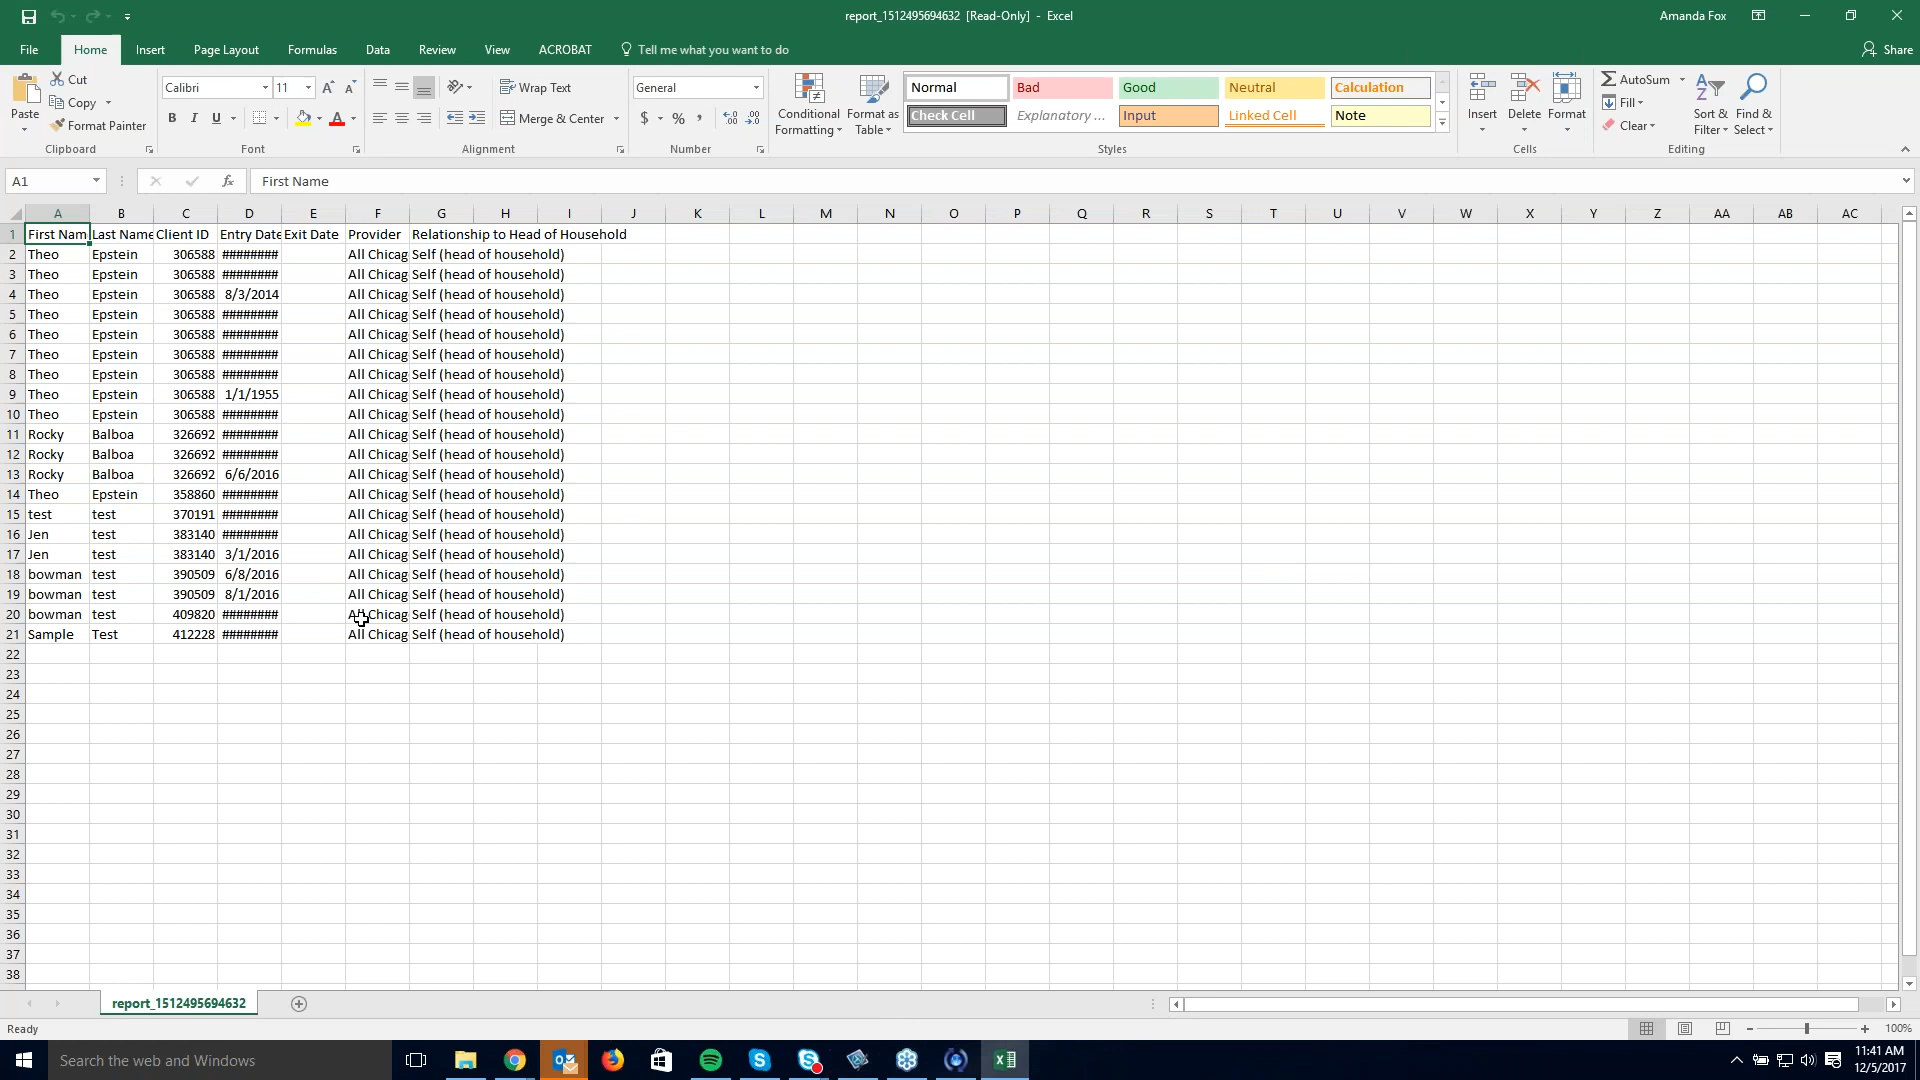 report_1512495694632 [Read-Only] - Excel
Amanda Fox
File Home Insert Page Layout Formulas Data Review View ACROBAT Tell me what you want to do Share
Paste
Cut
Copy
Format Painter
Clipboard
Calibri 11
B I U
Font
Wrap Text
Merge & Center
Alignment
General
$ % ,
Number
Conditional Formatting
Format as Table
Normal Bad Good Neutral Calculation
Check Cell Explanatory ... Input Linked Cell Note
Styles
Insert Delete Format
Cells
AutoSum
Fill
Clear
Sort & Filter
Find & Select
Editing
A1 fx First Name
A B C D E F G H I J K L M N O P Q R S T U V W X Y Z AA AB AC
1 First Nam Last Name Client ID Entry Date Exit Date Provider Relationship to Head of Household
2 Theo Epstein 306588 ######## All Chicag Self (head of household)
3 Theo Epstein 306588 ######## All Chicag Self (head of household)
4 Theo Epstein 306588 8/3/2014 All Chicag Self (head of household)
5 Theo Epstein 306588 ######## All Chicag Self (head of household)
6 Theo Epstein 306588 ######## All Chicag Self (head of household)
7 Theo Epstein 306588 ######## All Chicag Self (head of household)
8 Theo Epstein 306588 ######## All Chicag Self (head of household)
9 Theo Epstein 306588 1/1/1955 All Chicag Self (head of household)
10 Theo Epstein 306588 ######## All Chicag Self (head of household)
11 Rocky Balboa 326692 ######## All Chicag Self (head of household)
12 Rocky Balboa 326692 ######## All Chicag Self (head of household)
13 Rocky Balboa 326692 6/6/2016 All Chicag Self (head of household)
14 Theo Epstein 358860 ######## All Chicag Self (head of household)
15 test test 370191 ######## All Chicag Self (head of household)
16 Jen test 383140 ######## All Chicag Self (head of household)
17 Jen test 383140 3/1/2016 All Chicag Self (head of household)
18 bowman test 390509 6/8/2016 All Chicag Self (head of household)
19 bowman test 390509 8/1/2016 All Chicag Self (head of household)
20 bowman test 409820 ######## All Chicag Self (head of household)
21 Sample Test 412228 ######## All Chicag Self (head of household)
22
23
24
25
26
27
28
29
30
31
32
33
34
35
36
37
38
report_1512495694632
Ready
100%
Search the web and Windows
11:41 AM
12/5/2017